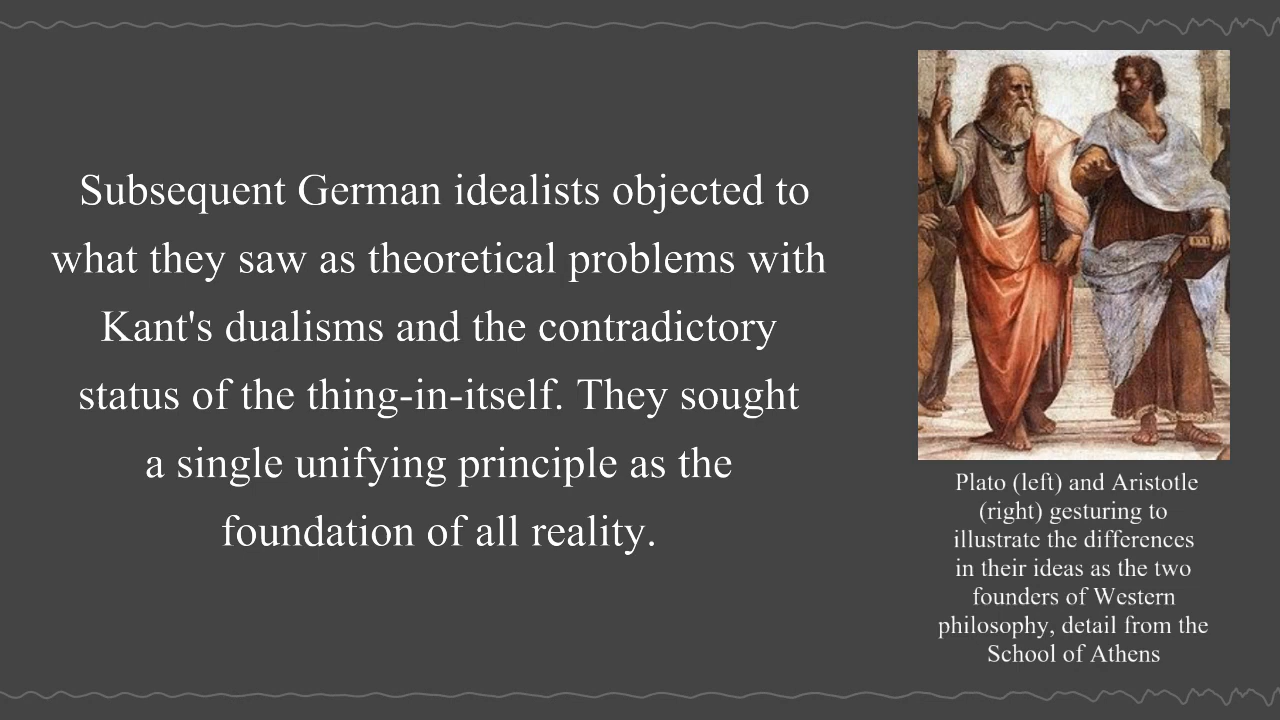 Subsequent German idealists objected to
what they saw as theoretical problems with
Kant's dualisms and the contradictory
status of the thing-in-itself. They sought
a single unifying principle as the
foundation of all reality.
Plato (left) and Aristotle
(right) gesturing to
illustrate the differences
in their ideas as the two
founders of Western
philosophy, detail from the
School of Athens